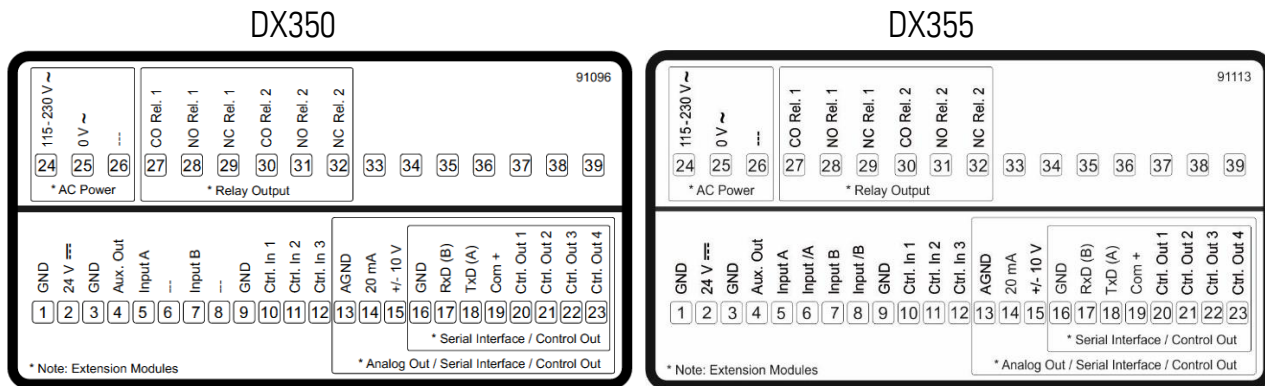 DX350
91096
115 - 230 V ~
0 V ~
---
CO Rel. 1
NO Rel. 1
NC Rel. 1
CO Rel. 2
NO Rel. 2
NC Rel. 2
24 25 26 27 28 29 30 31 32 33 34 35 36 37 38 39
* AC Power
* Relay Output
GND
24 V
GND
Aux. Out
Input A
---
Input B
---
GND
Ctrl. In 1
Ctrl. In 2
Ctrl. In 3
AGND
20 mA
+/- 10 V
GND
RxD (B)
TxD (A)
Com +
Ctrl. Out 1
Ctrl. Out 2
Ctrl. Out 3
Ctrl. Out 4
1 2 3 4 5 6 7 8 9 10 11 12 13 14 15 16 17 18 19 20 21 22 23
* Serial Interface / Control Out
* Analog Out / Serial Interface / Control Out
* Note: Extension Modules
DX355
91113
115 - 230 V ~
0 V ~
---
CO Rel. 1
NO Rel. 1
NC Rel. 1
CO Rel. 2
NO Rel. 2
NC Rel. 2
24 25 26 27 28 29 30 31 32 33 34 35 36 37 38 39
* AC Power
* Relay Output
GND
24 V
GND
Aux. Out
Input A
Input /A
Input B
Input /B
GND
Ctrl. In 1
Ctrl. In 2
Ctrl. In 3
AGND
20 mA
+/- 10 V
GND
RxD (B)
TxD (A)
Com +
Ctrl. Out 1
Ctrl. Out 2
Ctrl. Out 3
Ctrl. Out 4
1 2 3 4 5 6 7 8 9 10 11 12 13 14 15 16 17 18 19 20 21 22 23
* Serial Interface / Control Out
* Analog Out / Serial Interface / Control Out
* Note: Extension Modules